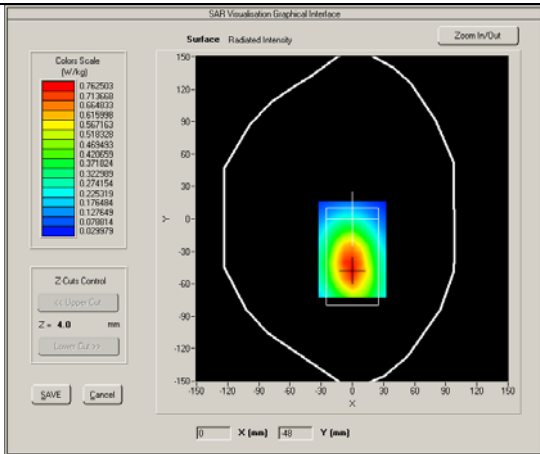 SAR Visualisation Graphical Interface
Surface Radiated Intensity
Zoom In/Out
Colors Scale
(W/kg)
0.762503
0.713668
0.664833
0.615998
0.567163
0.518328
0.469493
0.420659
0.371824
0.322989
0.274154
0.225319
0.176484
0.127649
0.078814
0.029979
Z-Cuts Control
<< Upper Cut
Z = 4.0 mm
Lower Cut >>
SAVE Cancel
150
120
90
60
30
0
-30
-60
-90
-120
-150
Y
-150 -120 -90 -60 -30 0 30 60 90 120 150
X
0 X (mm) -48 Y (mm)